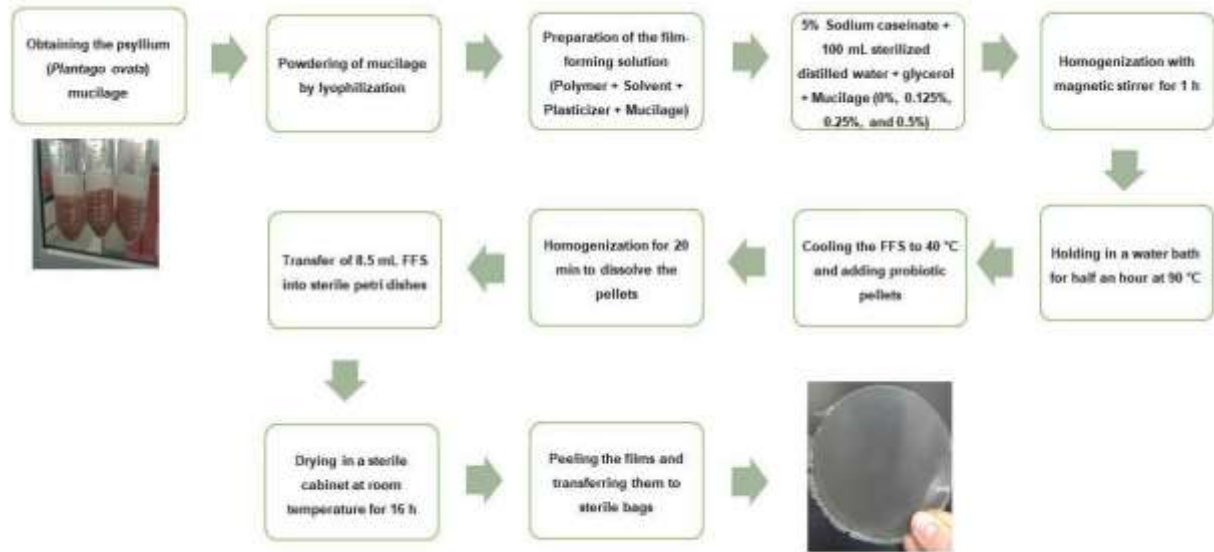 Obtaining the psyllium
(Plantago ovata)
mucilage
Powdering of mucilage
by lyophilization
Preparation of the film-
forming solution
(Polymer + Solvent +
Plasticizer + Mucilage)
5% Sodium caseinate +
100 mL sterilized
distilled water + glycerol
+ Mucilage (0%, 0.125%,
0.25%, and 0.5%)
Homogenization with
magnetic stirrer for 1 h
Holding in a water bath
for half an hour at 90 °C
Cooling the FFS to 40 °C
and adding probiotic
pellets
Homogenization for 20
min to dissolve the
pellets
Transfer of 8.5 mL FFS
into sterile petri dishes
Drying in a sterile
cabinet at room
temperature for 16 h
Peeling the films and
transferring them to
sterile bags